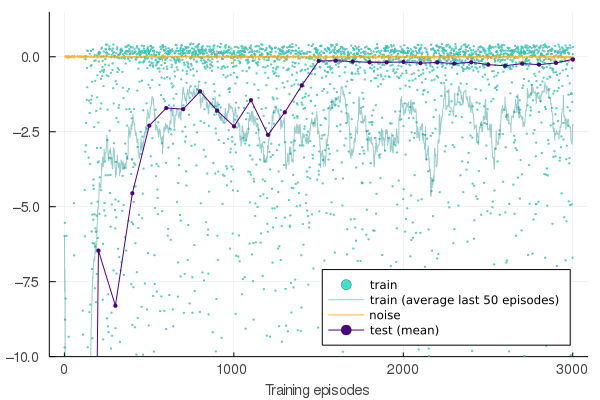 0.0
−2.5
−5.0
−7.5
−10.0
0
1000
2000
3000
Training episodes
train
train (average last 50 episodes)
noise
test (mean)